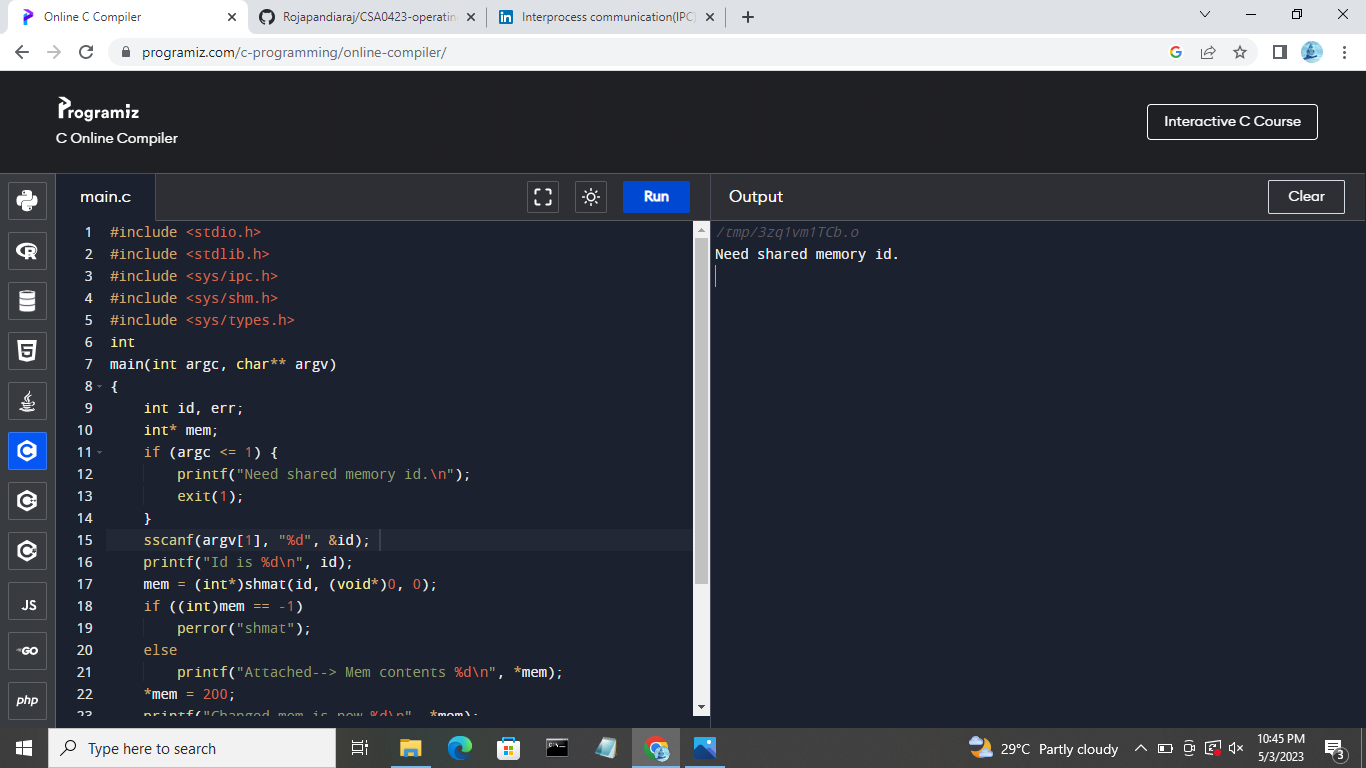 Online C Compiler
Rojapandiaraj/CSA0423-operatin
Interprocess communication(IPC)
programiz.com/c-programming/online-compiler/
Programiz
C Online Compiler
Interactive C Course
main.c
Run
Output
Clear
1 #include <stdio.h>
2 #include <stdlib.h>
3 #include <sys/ipc.h>
4 #include <sys/shm.h>
5 #include <sys/types.h>
6 int
7 main(int argc, char** argv)
8 {
9 int id, err;
10 int* mem;
11 if (argc <= 1) {
12 printf("Need shared memory id.\n");
13 exit(1);
14 }
15 sscanf(argv[1], "%d", &id);
16 printf("Id is %d\n", id);
17 mem = (int*)shmat(id, (void*)0, 0);
18 if ((int)mem == -1)
19 perror("shmat");
20 else
21 printf("Attached--> Mem contents %d\n", *mem);
22 *mem = 200;
23 printf("Changed mem is now %d\n", *mem);
/tmp/3zq1vm1TCb.o
Need shared memory id.
JS
GO
php
Type here to search
29°C Partly cloudy
10:45 PM
5/3/2023
3